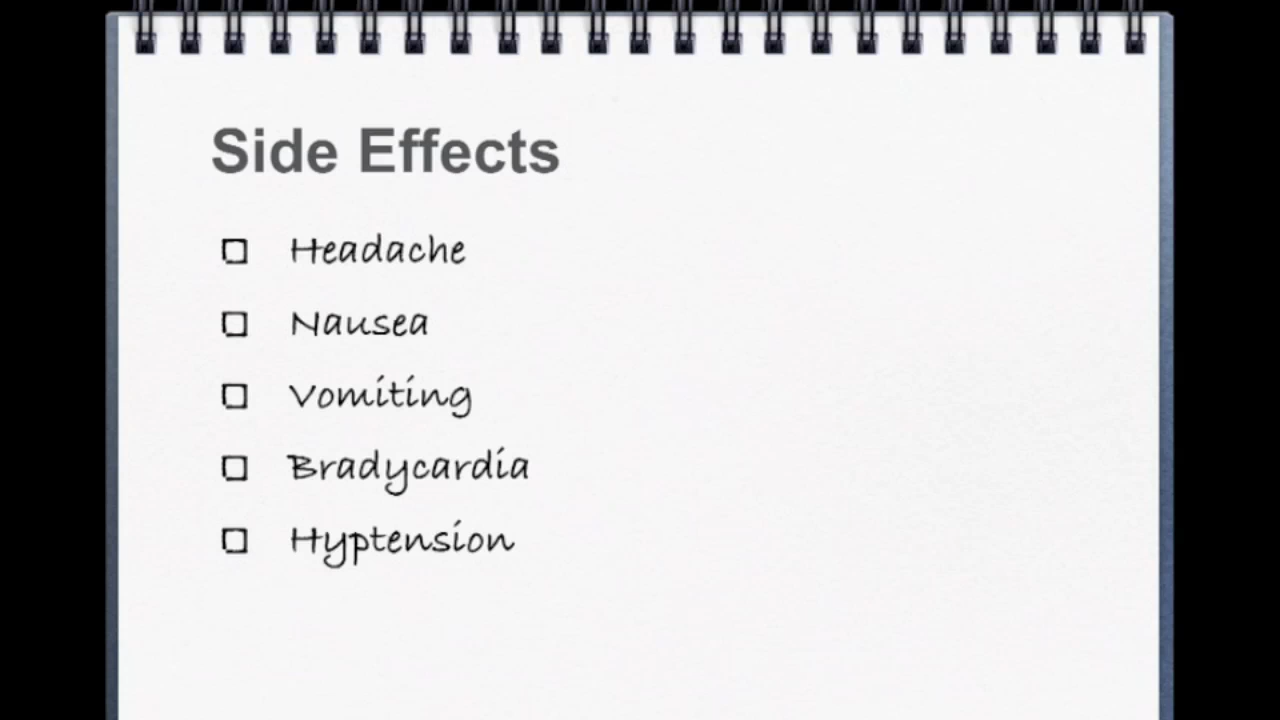 Side Effects
Headache
Nausea
Vomiting
Bradycardia
Hyptension